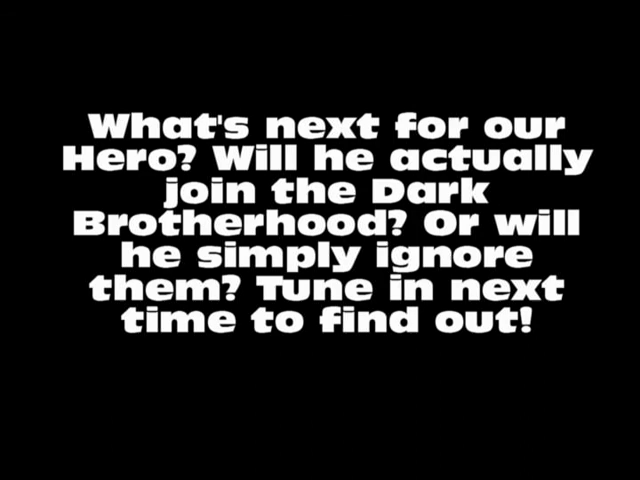 What's next for our
Hero? Will he actually
join the Dark
Brotherhood? Or will
he simply ignore
them? Tune in next
time to find out!